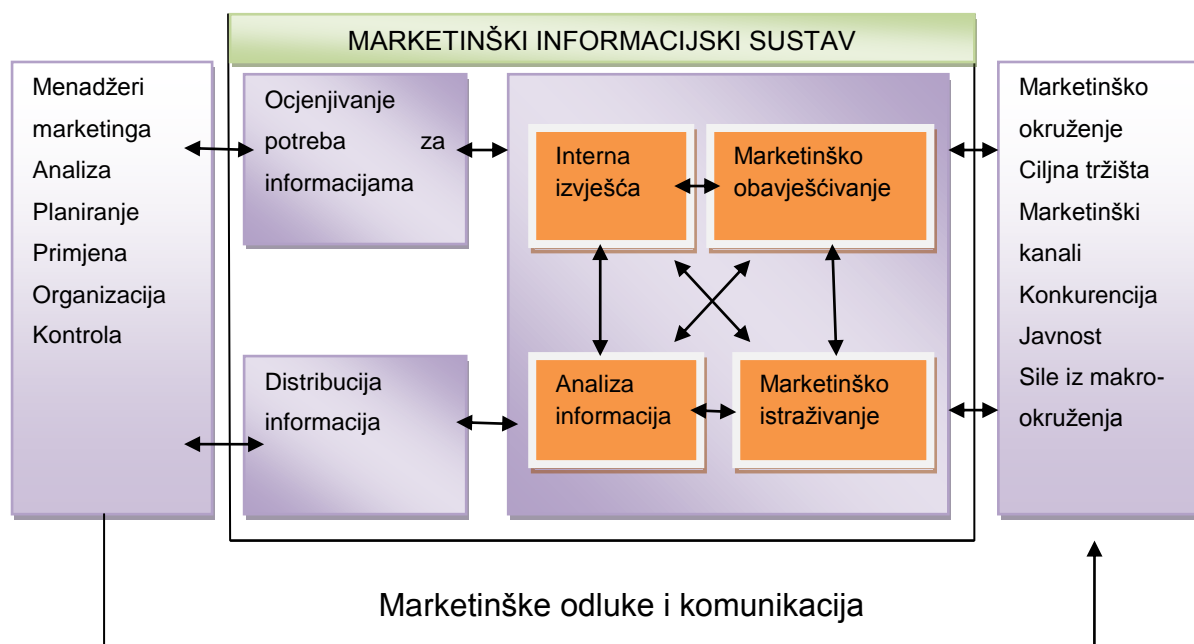 MARKETINŠKI INFORMACIJSKI SUSTAV
Menadžeri
marketinga
Analiza
Planiranje
Primjena
Organizacija
Kontrola
Ocjenjivanje
potreba za
informacijama
Distribucija
informacija
Interna
izvješća
Marketinško
obavješćivanje
Analiza
informacija
Marketinško
istraživanje
Marketinško
okruženje
Ciljna tržišta
Marketinški
kanali
Konkurencija
Javnost
Sile iz makro-
okruženja
Marketinške odluke i komunikacija